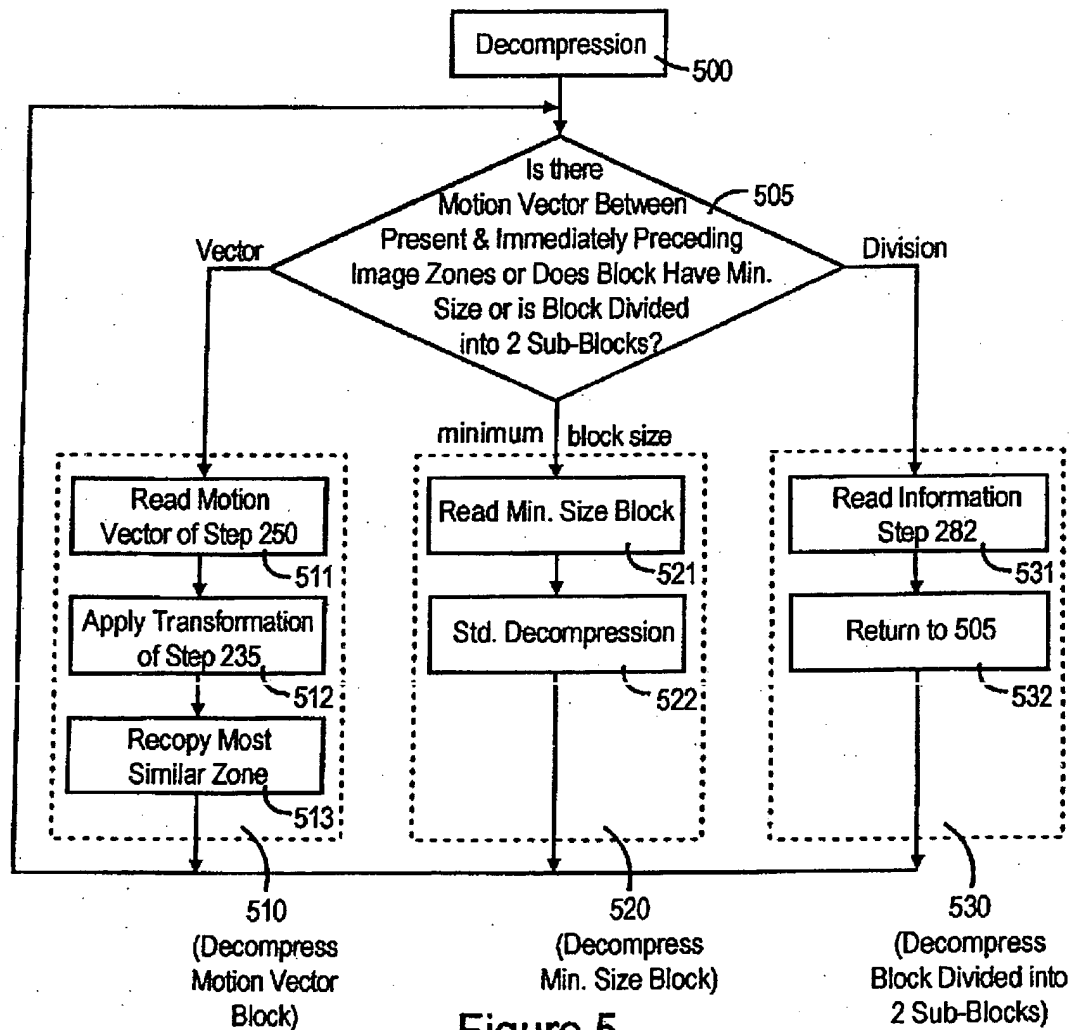 Decompression
500
Is there
Motion Vector Between
Present & Immediately Preceding
Image Zones or Does Block Have Min.
Size or is Block Divided
into 2 Sub-Blocks?
505
Vector
Division
minimum block size
Read Motion
Vector of Step 250
511
Apply Transformation
of Step 235
512
Recopy Most
Similar Zone
513
Read Min. Size Block
521
Std. Decompression
522
Read Information
Step 282
531
Return to 505
532
510
(Decompress
Motion Vector
Block)
520
(Decompress
Min. Size Block)
530
(Decompress
Block Divided into
2 Sub-Blocks)
Figure 5